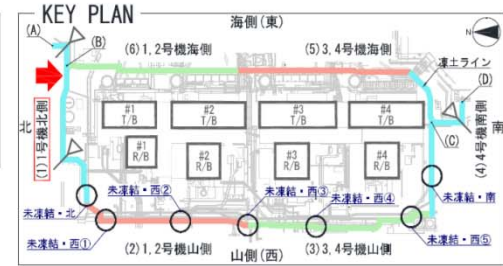 KEY PLAN
海側(東)
N
(A)
(B)
(6)1,2号機海側
(5)3,4号機海側
凍土ライン
(D)
北
(1)1号機北側
#1
T/B
#2
T/B
#3
T/B
#4
T/B
#1
R/B
#2
R/B
#3
R/B
#4
R/B
(C)
(4)4号機南側
南
未凍結・北
未凍結・西①
未凍結・西②
未凍結・西③
未凍結・西④
未凍結・南
未凍結・西⑤
(2)1,2号機山側
(3)3,4号機山側
山側(西)